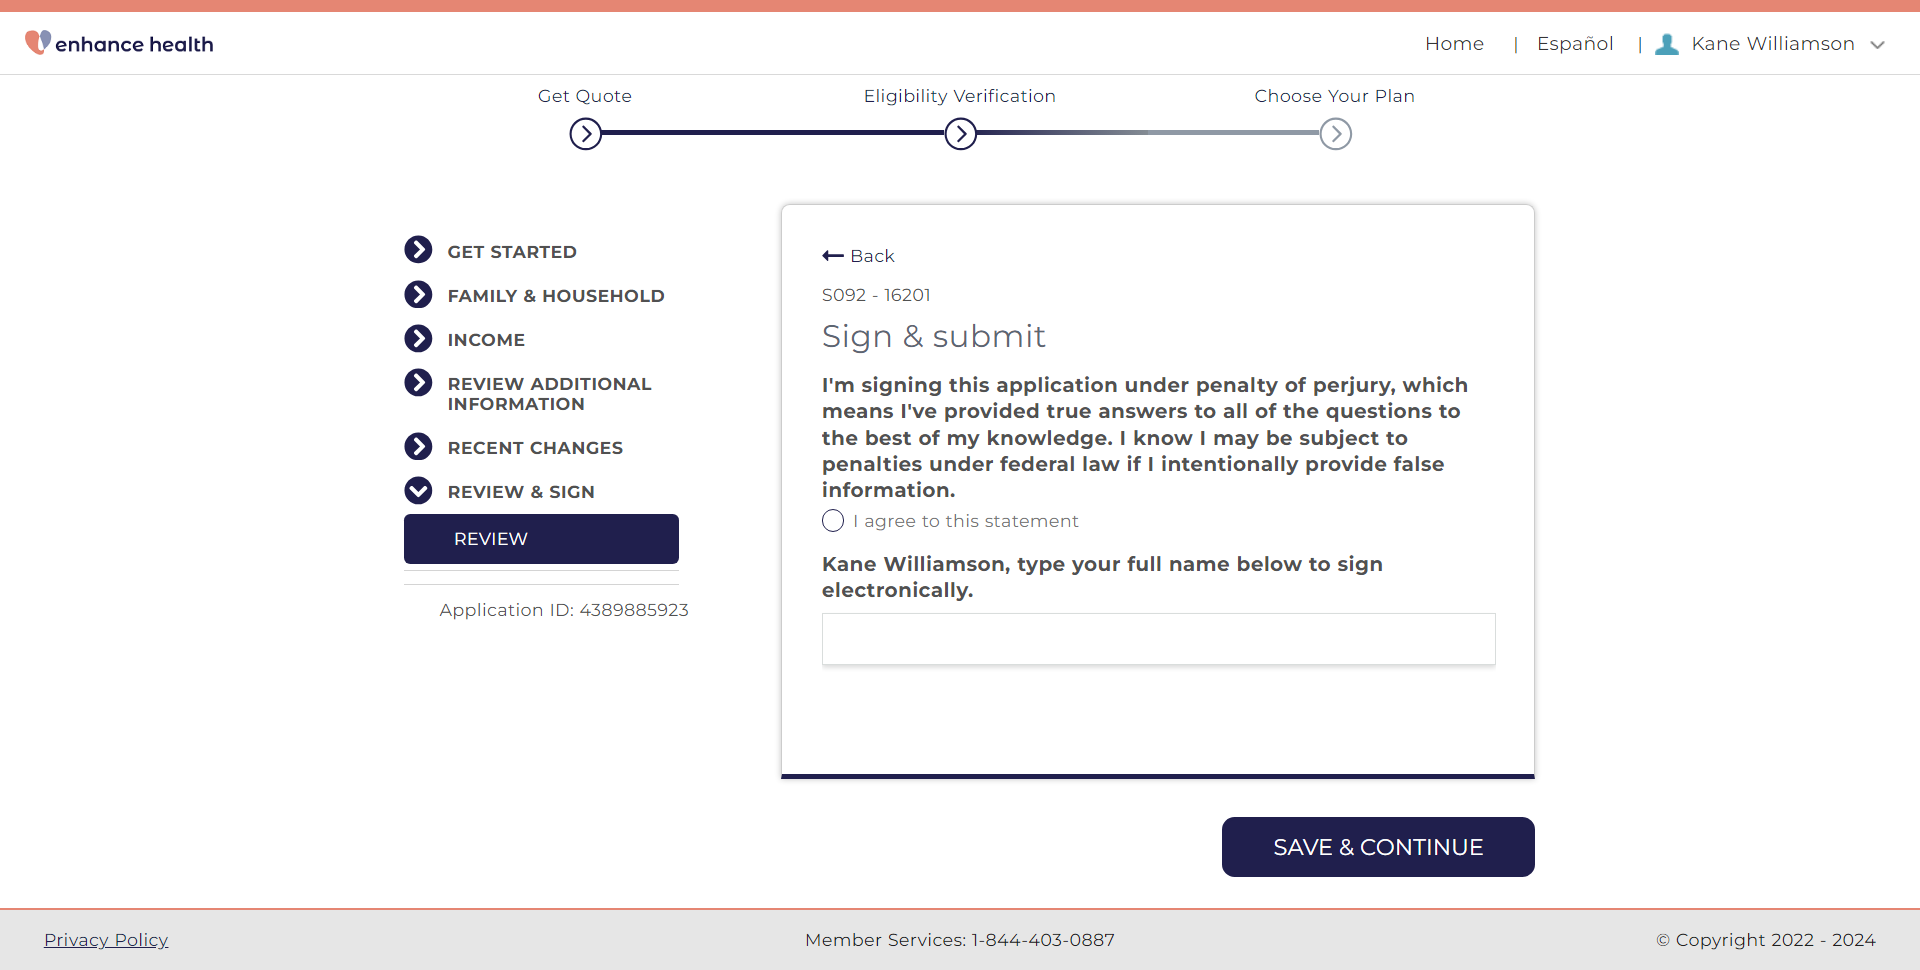 enhance health
Home | Español | Kane Williamson
Get Quote
Eligibility Verification
Choose Your Plan
GET STARTED
FAMILY & HOUSEHOLD
INCOME
REVIEW ADDITIONAL
INFORMATION
RECENT CHANGES
REVIEW & SIGN
REVIEW
Application ID: 4389885923
Back
S092 - 16201
Sign & submit
I'm signing this application under penalty of perjury, which
means I've provided true answers to all of the questions to
the best of my knowledge. I know I may be subject to
penalties under federal law if I intentionally provide false
information.
I agree to this statement
Kane Williamson, type your full name below to sign
electronically.
SAVE & CONTINUE
Privacy Policy
Member Services: 1-844-403-0887
© Copyright 2022 - 2024